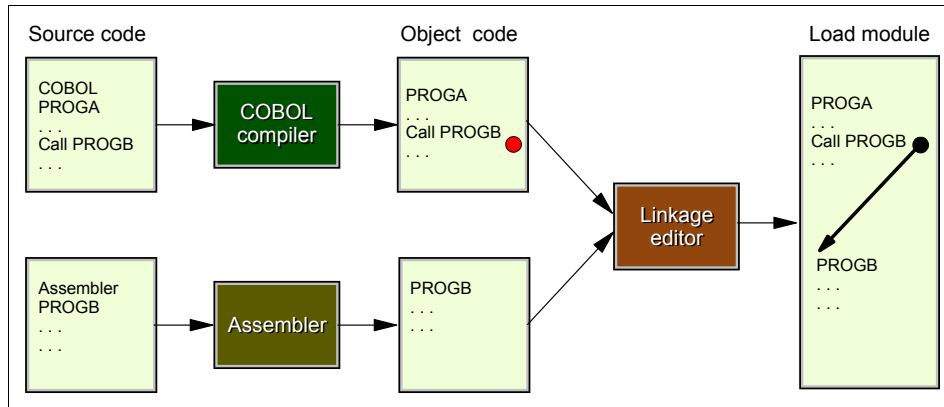 Source code
Object code
Load module
COBOL
PROGA
. . .
Call PROGB
. . .
COBOL
compiler
PROGA
. . .
Call PROGB
. . .
Linkage
editor
PROGA
. . .
Call PROGB
. . .
PROGB
. . .
. . .
Assembler
PROGB
. . .
. . .
Assembler
PROGB
. . .
. . .